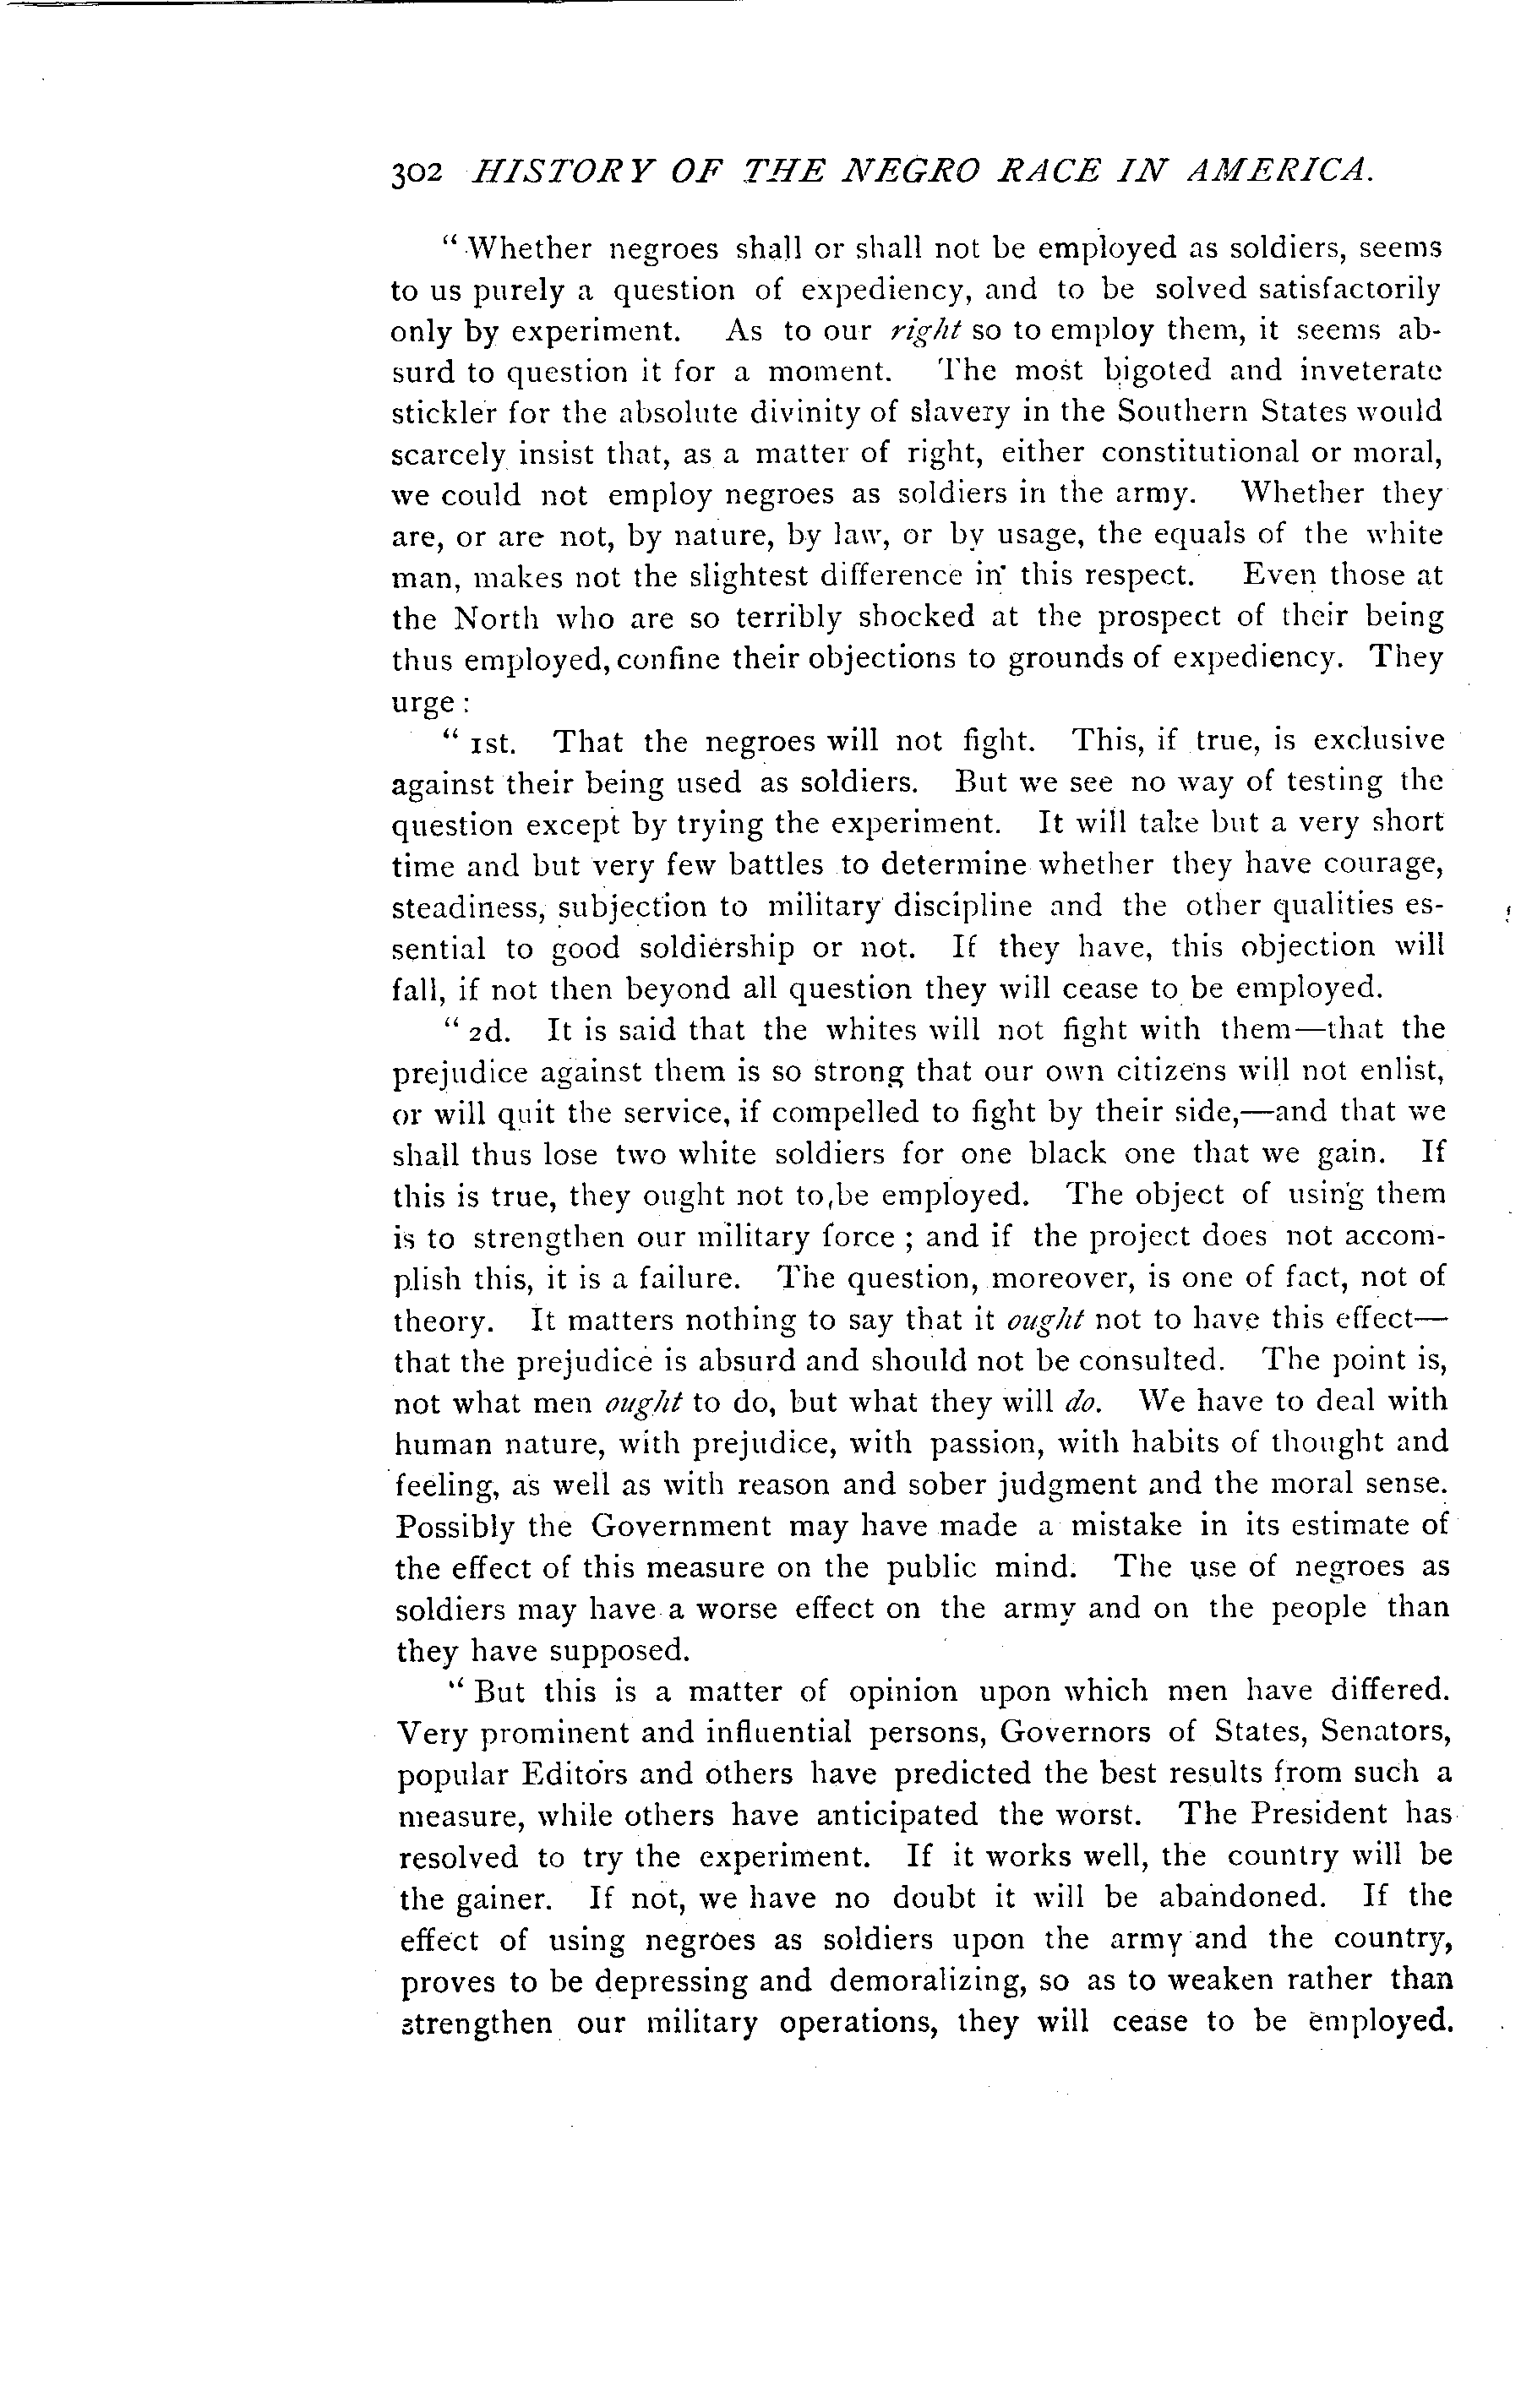 302 HISTORY OF THE NEGRO RACE IN AMERICA.
" Whether negroes shall or shall not be employed as soldiers, seems
to us purely a question of expediency, and to be solved satisfactorily
only by experiment. As to our right so to employ them, it seems ab-
surd to question it for a moment. The most bigoted and inveterate
stickler for the absolute divinity of slavery in the Southern States would
scarcely insist that, as a matter of right, either constitutional or moral,
we could not employ negroes as soldiers in the army. Whether they
are, or are not, by nature, by law, or by usage, the equals of the white
man, makes not the slightest difference in this respect. Even those at
the North who are so terribly shocked at the prospect of their being
thus employed, confine their objections to grounds of expediency. They
urge :
" 1st. That the negroes will not fight. This, if true, is exclusive
against their being used as soldiers. But we see no way of testing the
question except by trying the experiment. It will take but a very short
time and but very few battles to determine whether they have courage,
steadiness, subjection to military discipline and the other qualities es-
sential to good soldiership or not. If they have, this objection will
fall, if not then beyond all question they will cease to be employed.
" 2d. It is said that the whites will not fight with them—that the
prejudice against them is so strong that our own citizens will not enlist,
or will quit the service, if compelled to fight by their side,—and that we
shall thus lose two white soldiers for one black one that we gain. If
this is true, they ought not to be employed. The object of using them
is to strengthen our military force ; and if the project does not accom-
plish this, it is a failure. The question, moreover, is one of fact, not of
theory. It matters nothing to say that it ought not to have this effect—
that the prejudice is absurd and should not be consulted. The point is,
not what men ought to do, but what they will do. We have to deal with
human nature, with prejudice, with passion, with habits of thought and
feeling, as well as with reason and sober judgment and the moral sense.
Possibly the Government may have made a mistake in its estimate of
the effect of this measure on the public mind. The use of negroes as
soldiers may have a worse effect on the army and on the people than
they have supposed.
" But this is a matter of opinion upon which men have differed.
Very prominent and influential persons, Governors of States, Senators,
popular Editors and others have predicted the best results from such a
measure, while others have anticipated the worst. The President has
resolved to try the experiment. If it works well, the country will be
the gainer. If not, we have no doubt it will be abandoned. If the
effect of using negroes as soldiers upon the army and the country,
proves to be depressing and demoralizing, so as to weaken rather than
strengthen our military operations, they will cease to be employed.